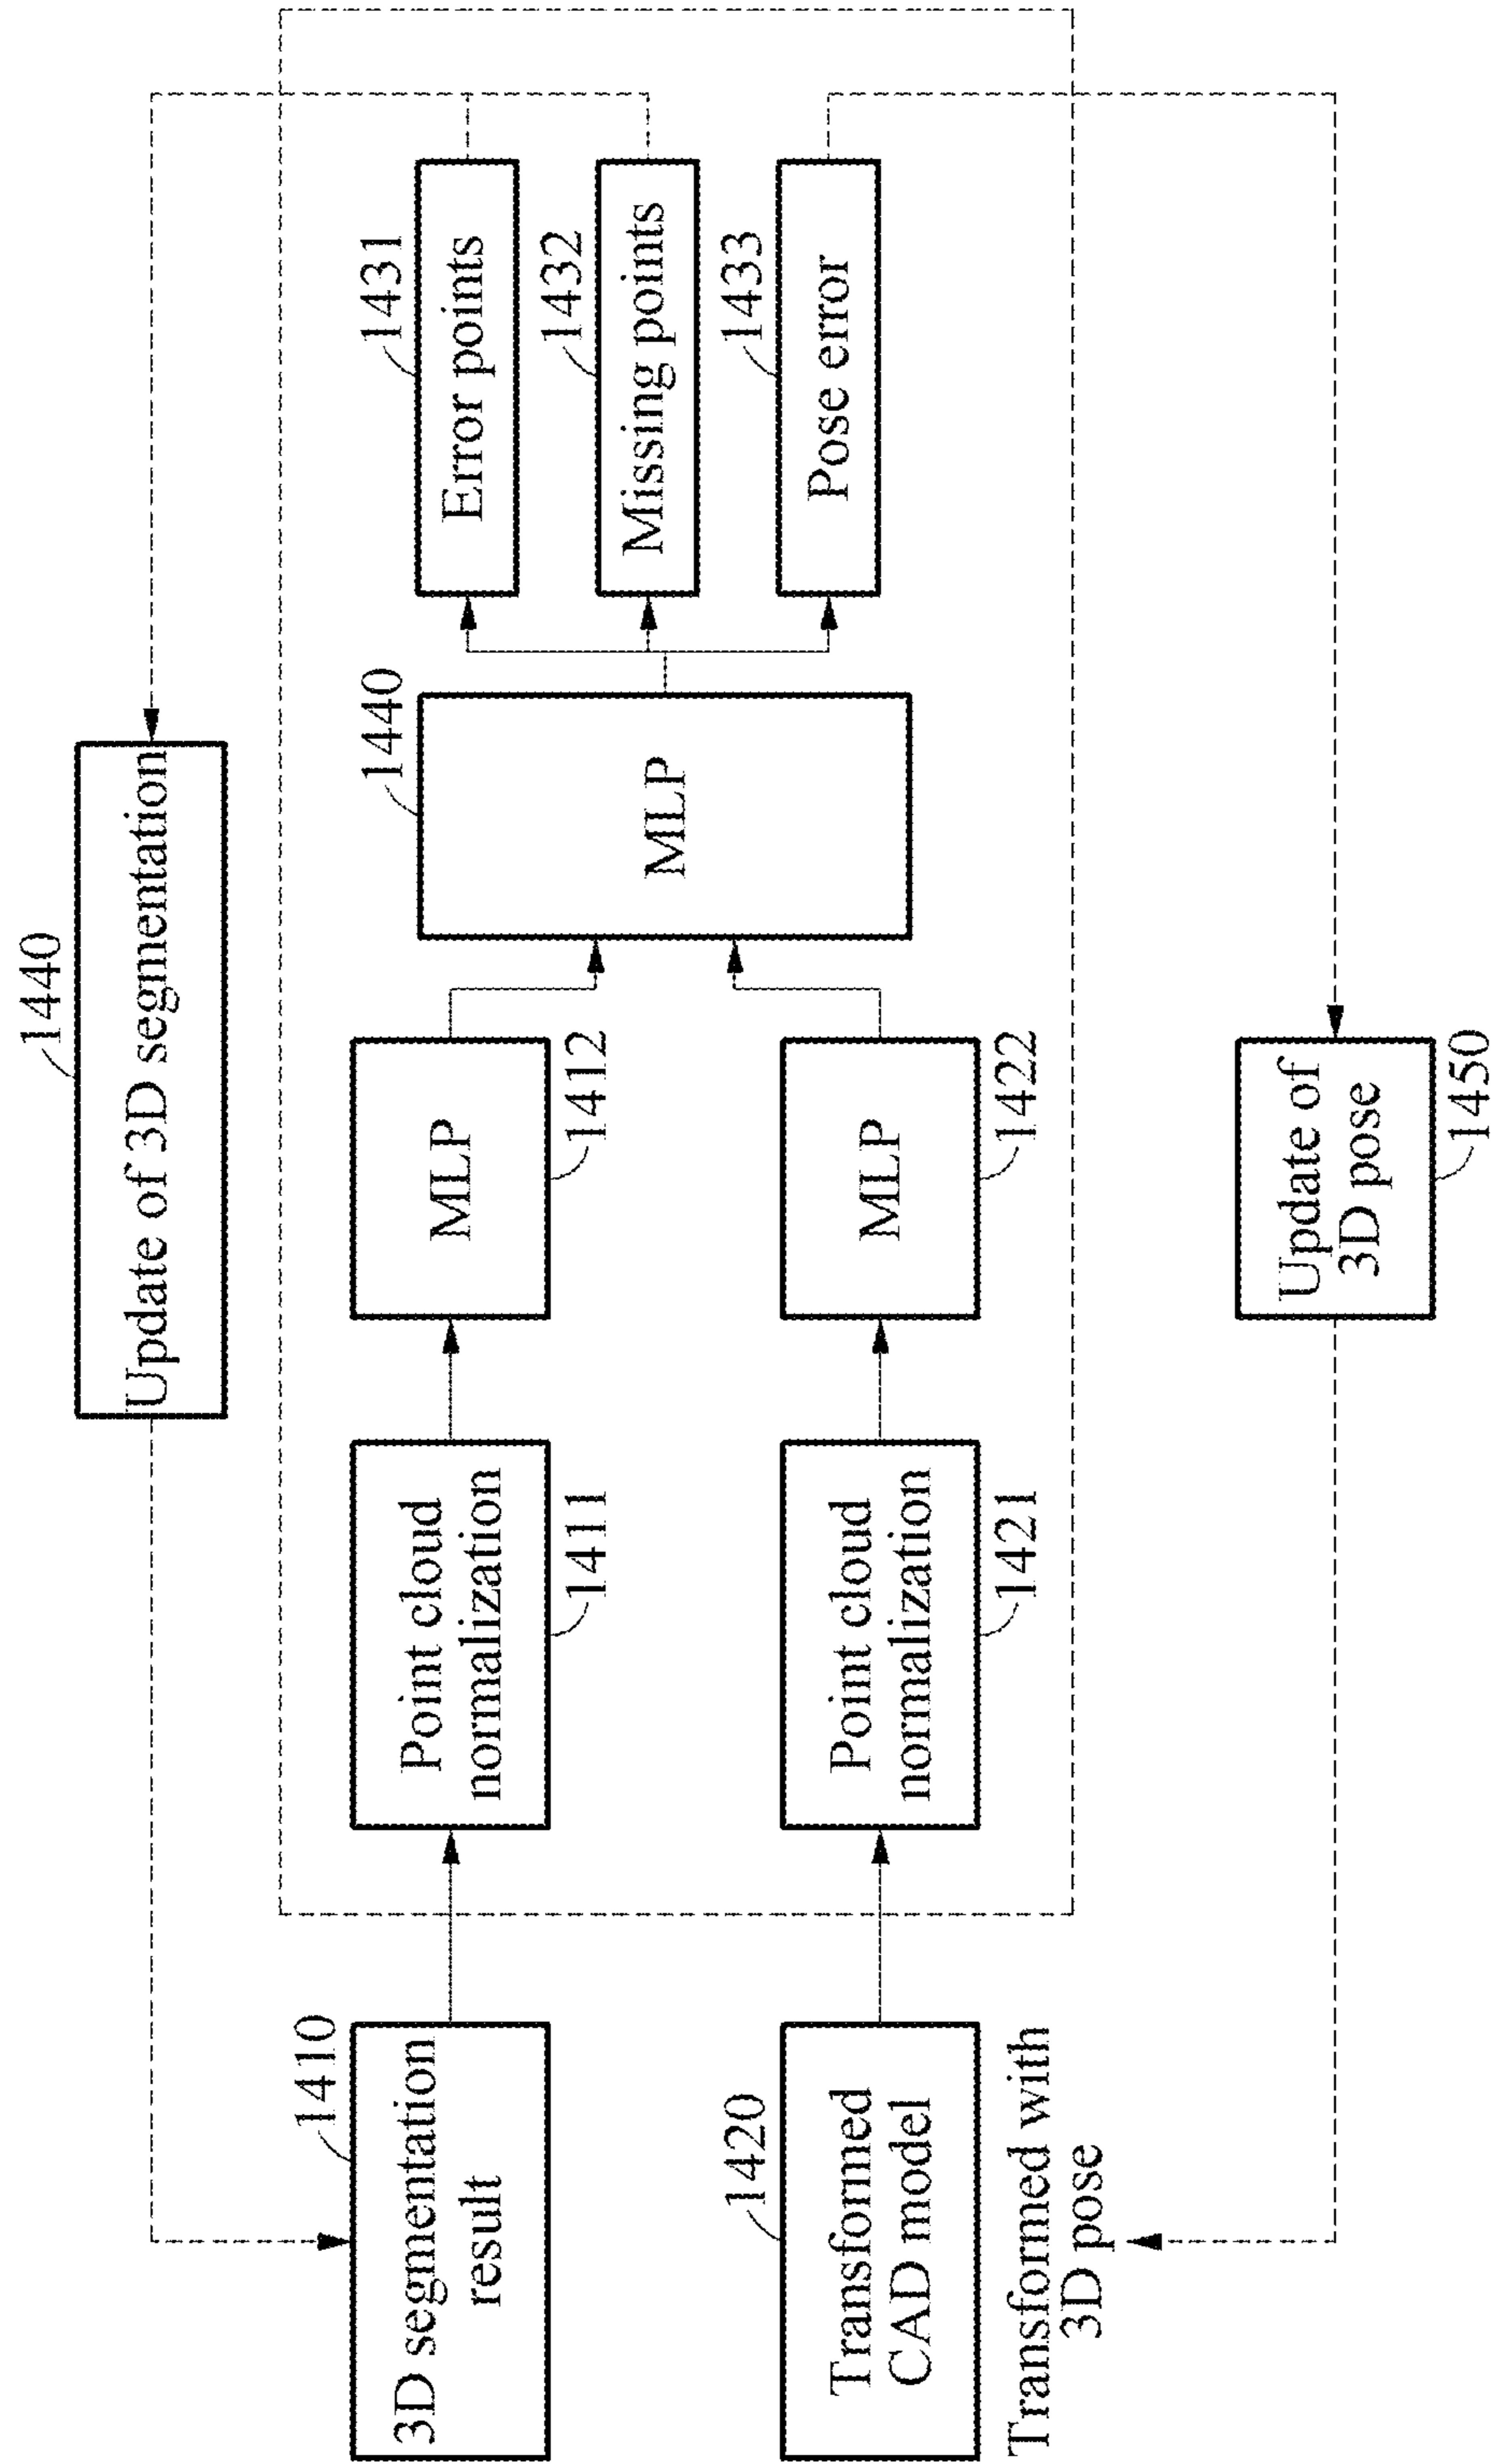 1440
Update of 3D segmentation
1410
3D segmentation
result
Point cloud
normalization
1411
MLP
1412
1440
MLP
1431
Error points
1432
Missing points
1433
Pose error
1420
Transformed
CAD model
Transformed with
3D pose
Point cloud
normalization
1421
MLP
1422
Update of
3D pose
1450